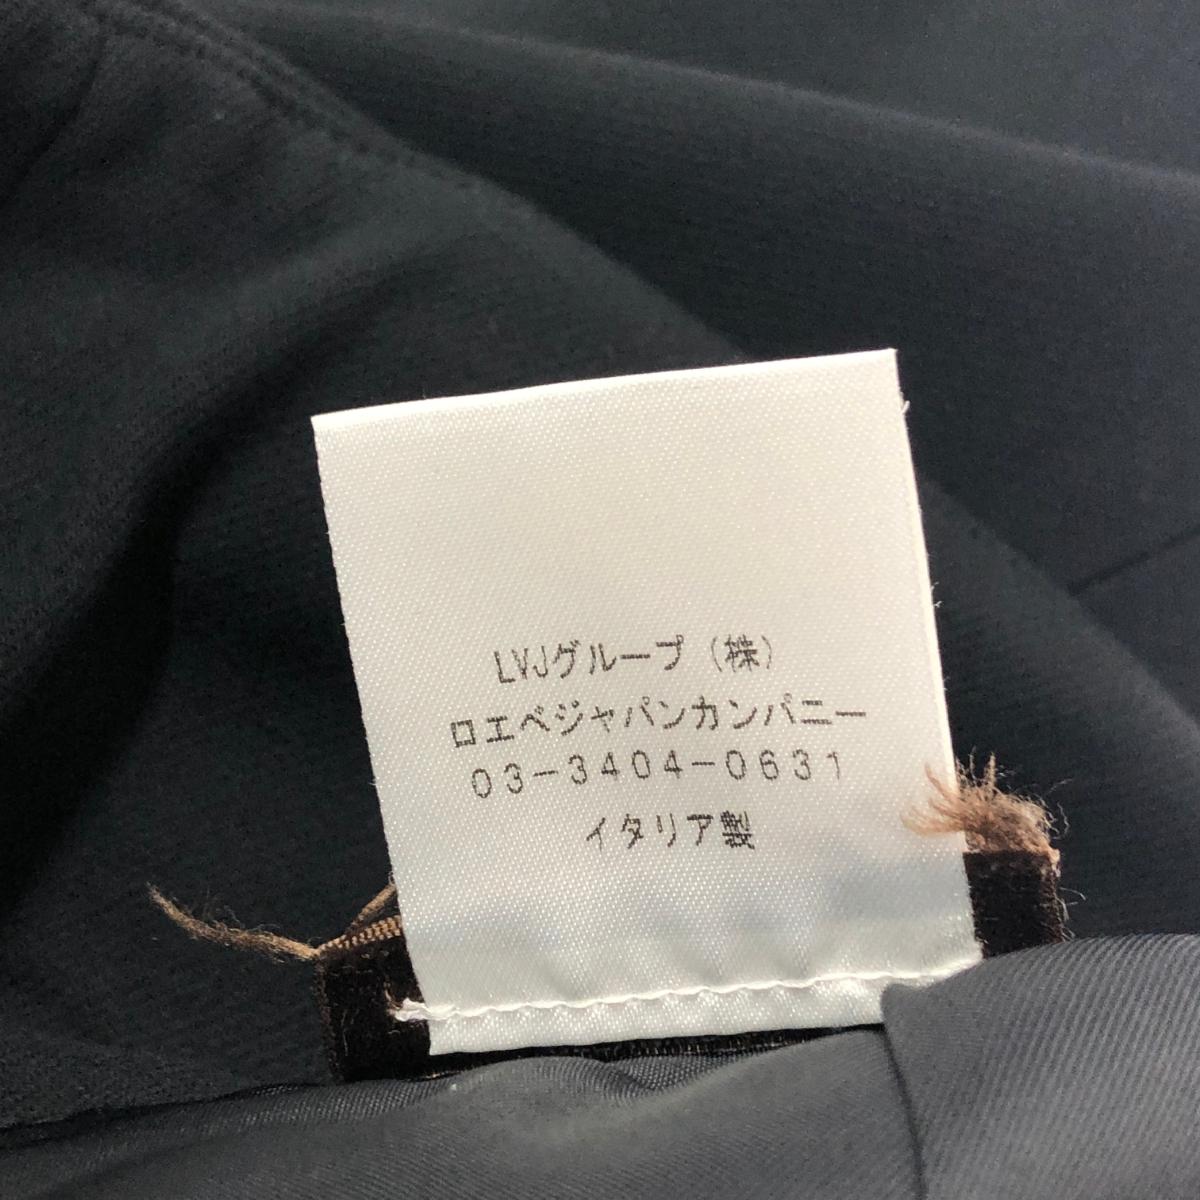 LVJグループ（株）
ロエベジャパンカンパニー
03-3404-0631
イタリア製